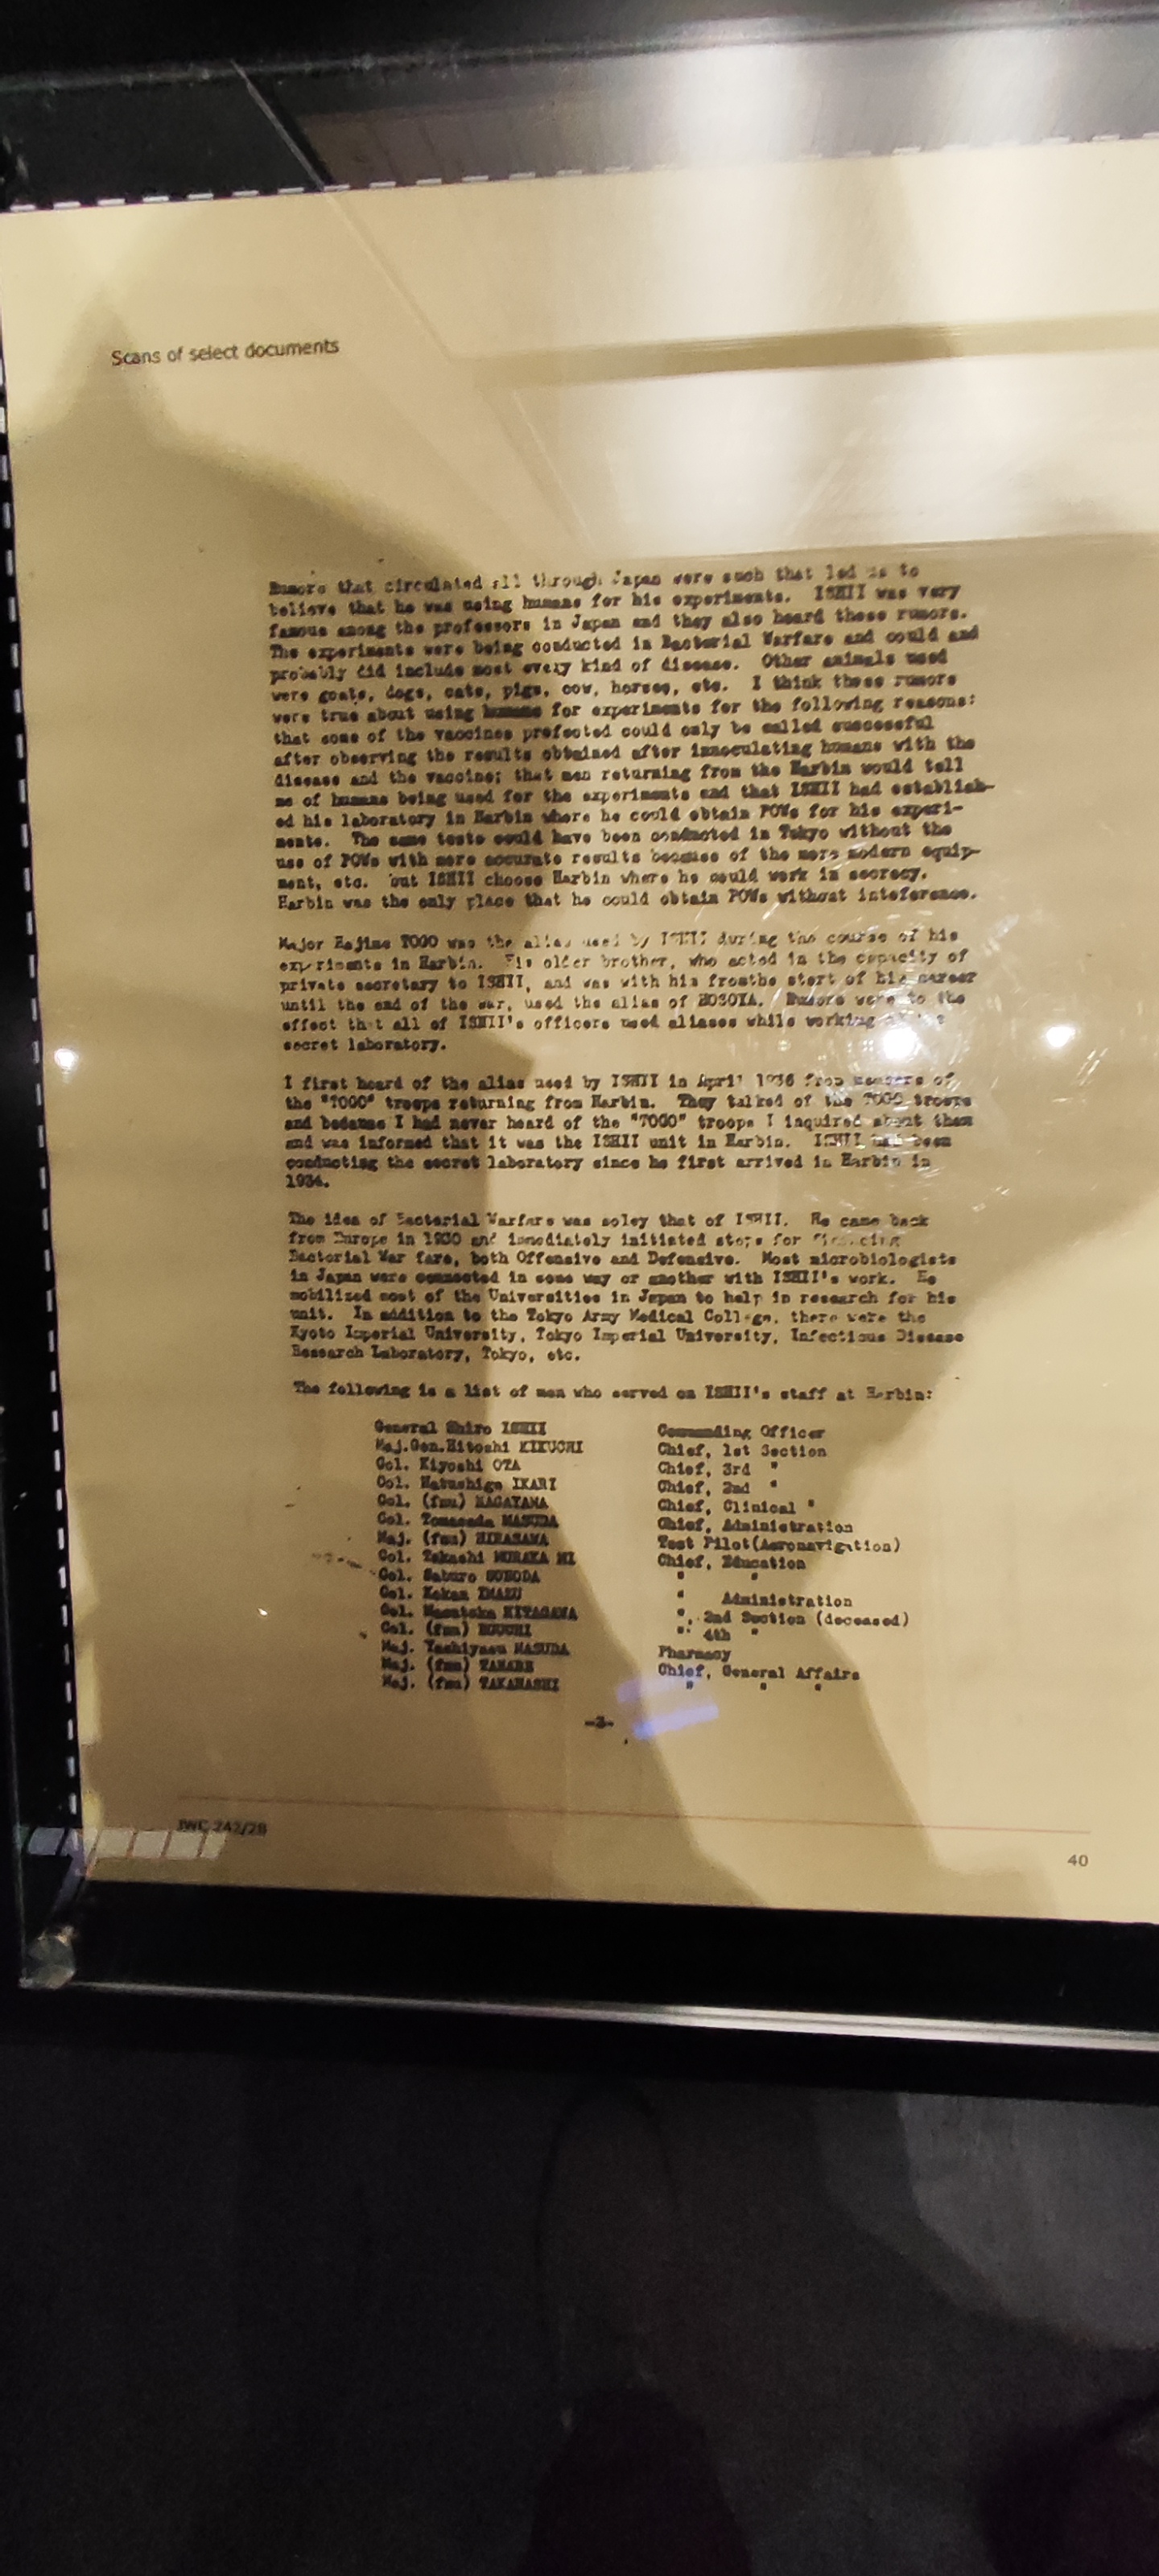 Scans of select documents
Rumors that circulated all through Japan were such that led us to
believe that he was using humans for his experiments. ISHII was very
famous among the professors in Japan and they also heard these rumors.
The experiments were being conducted in Bacterial Warfare and could and
probably did include most every kind of disease. Other animals used
were goats, dogs, cats, pigs, cow, horses, etc. I think these rumors
were true about using humans for experiments for the following reasons:
that some of the vaccines prefected could only be called successful
after observing the results obtained after innoculating humans with the
disease and the vaccine; that men returning from the Harbin would tell
me of humans being used for the experiments and that ISHII had establish-
ed his laboratory in Harbin where he could obtain POWs for his experi-
ments. The same tests could have been conducted in Tokyo without the
use of POWs with more accurate results because of the more modern equip-
ment, etc. but ISHII choose Harbin where he could work in secrecy.
Harbin was the only place that he could obtain POWs without inteference.
Major Hajime TOGO was the alias used by ISHII during the course of his
experiments in Harbin. His older brother, who acted in the capacity of
private secretary to ISHII, and was with his fromthe start of his career
until the end of the war, used the alias of HOSOYA. Rumors were to the
effect that all of ISHII's officers used aliases while working
secret laboratory.
I first heard of the alias used by ISHII in April 1936 from members of
the "TOGO" troops returning from Harbin. They talked of the TOGO troops
and because I had never heard of the "TOGO" troops I inquired about them
and was informed that it was the ISHII unit in Harbin. ISHII had been
conducting the secret laboratory since he first arrived in Harbin in
1934.
The idea of Bacterial Warfare was soley that of ISHII. He came back
from Europe in 1930 and immediately initiated steps for
Bactorial War fare, both Offensive and Defensive. Most microbiologists
in Japan were connected in some way or another with ISHII's work. He
mobilized most of the Universities in Japan to help in research for his
unit. In addition to the Tokyo Army Medical College, there were the
Kyoto Imperial University, Tokyo Imperial University, Infectious Disease
Research Laboratory, Tokyo, etc.
The following is a list of men who served on ISHII's staff at Harbin:
General Shiro ISHII Commanding Officer
Maj.Gen.Hitoshi KIKUCHI Chief, 1st Section
Col. Kiyoshi OTA Chief, 3rd "
Col. IKARI Chief, 2nd "
Col. (fnu) NAGAYAMA Chief, Clinical "
Col. Tomosada MASUDA Chief, Administration
Maj. (fnu) HIRASAWA Test Pilot(Aeronavigation)
Col. Takashi MURAKA MI Chief, Education
Col. Saburo SONODA " "
Col. IMAZU " Administration
Col. Masataka KITAGAWA ", 2nd Section (deceased)
Col. (fnu) " 4th "
Maj. MASUDA Pharmacy
Maj. (fnu) TANABE Chief, General Affairs
Maj. (fnu) TAKAHASHI " " "
-3-
IWG 242/28
40